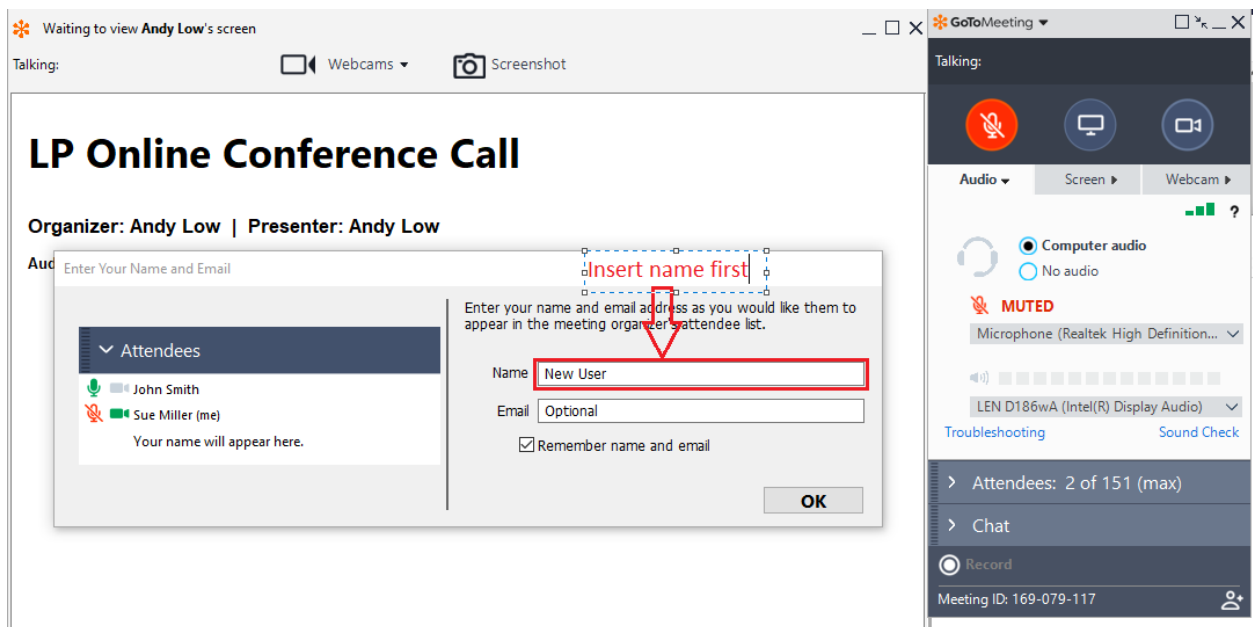 Waiting to view Andy Low's screen
Talking:
Webcams
Screenshot
LP Online Conference Call
Organizer: Andy Low | Presenter: Andy Low
Aud
Enter Your Name and Email
Insert name first
Attendees
John Smith
Sue Miller (me)
Your name will appear here.
Enter your name and email address as you would like them to
appear in the meeting organizer's attendee list.
Name New User
Email Optional
Remember name and email
OK
GoToMeeting
Talking:
Audio Screen Webcam
?
Computer audio
No audio
MUTED
Microphone (Realtek High Definition...
LEN D186wA (Intel(R) Display Audio)
Troubleshooting Sound Check
Attendees: 2 of 151 (max)
Chat
Record
Meeting ID: 169-079-117